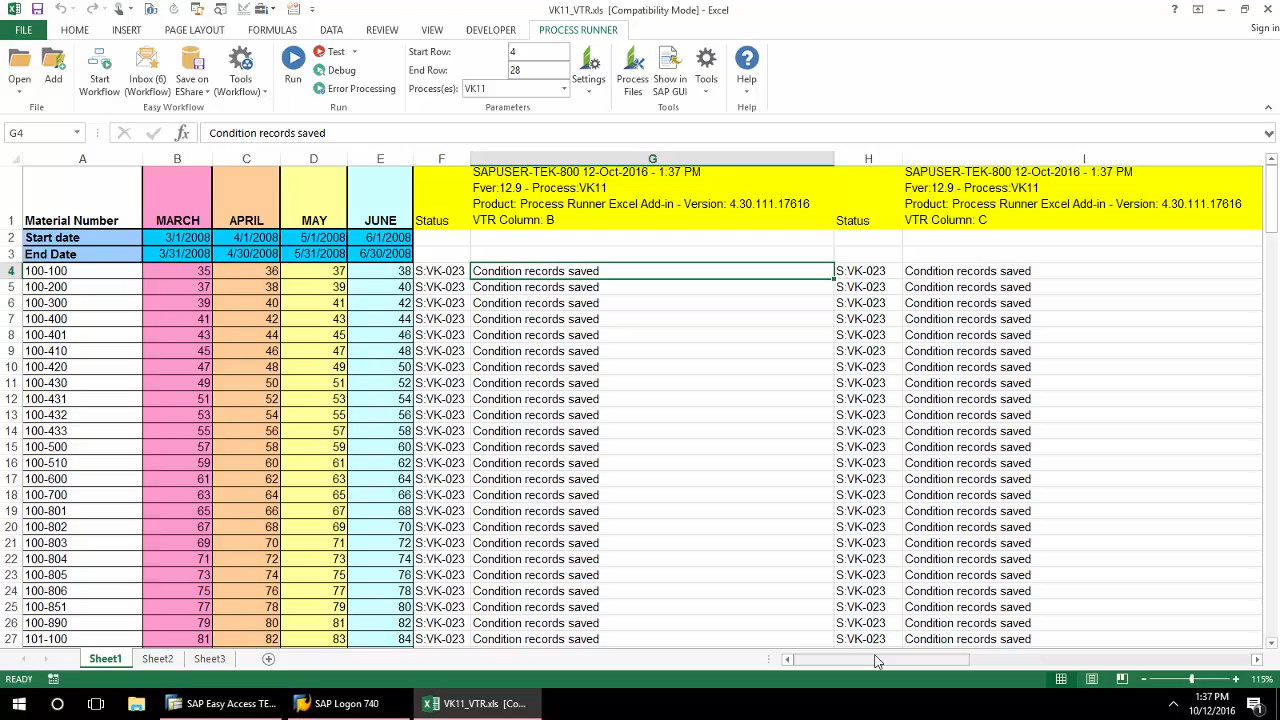 VK11_VTR.xls [Compatibility Mode] - Excel
Sign in
FILE HOME INSERT PAGE LAYOUT FORMULAS DATA REVIEW VIEW DEVELOPER PROCESS RUNNER
Open
Add
File
Start Workflow
Inbox (6) (Workflow)
Save on EShare
Tools (Workflow)
Easy Workflow
Run
Test
Debug
Error Processing
Run
Start Row: 4
End Row: 28
Process(es): VK11
Settings
Parameters
Process Files
Show in SAP GUI
Tools
Tools
Help
Help
G4 fx Condition records saved
A B C D E F G H I
SAPUSER-TEK-800 12-Oct-2016 - 1:37 PM SAPUSER-TEK-800 12-Oct-2016 - 1:37 PM
Fver:12.9 - Process:VK11 Fver:12.9 - Process:VK11
Product: Process Runner Excel Add-in - Version: 4.30.111.17616 Product: Process Runner Excel Add-in - Version: 4.30.111.17616
1 Material Number MARCH APRIL MAY JUNE Status VTR Column: B Status VTR Column: C
2 Start date 3/1/2008 4/1/2008 5/1/2008 6/1/2008
3 End Date 3/31/2008 4/30/2008 5/31/2008 6/30/2008
4 100-100 35 36 37 38 S:VK-023 Condition records saved S:VK-023 Condition records saved
5 100-200 37 38 39 40 S:VK-023 Condition records saved S:VK-023 Condition records saved
6 100-300 39 40 41 42 S:VK-023 Condition records saved S:VK-023 Condition records saved
7 100-400 41 42 43 44 S:VK-023 Condition records saved S:VK-023 Condition records saved
8 100-401 43 44 45 46 S:VK-023 Condition records saved S:VK-023 Condition records saved
9 100-410 45 46 47 48 S:VK-023 Condition records saved S:VK-023 Condition records saved
10 100-420 47 48 49 50 S:VK-023 Condition records saved S:VK-023 Condition records saved
11 100-430 49 50 51 52 S:VK-023 Condition records saved S:VK-023 Condition records saved
12 100-431 51 52 53 54 S:VK-023 Condition records saved S:VK-023 Condition records saved
13 100-432 53 54 55 56 S:VK-023 Condition records saved S:VK-023 Condition records saved
14 100-433 55 56 57 58 S:VK-023 Condition records saved S:VK-023 Condition records saved
15 100-500 57 58 59 60 S:VK-023 Condition records saved S:VK-023 Condition records saved
16 100-510 59 60 61 62 S:VK-023 Condition records saved S:VK-023 Condition records saved
17 100-600 61 62 63 64 S:VK-023 Condition records saved S:VK-023 Condition records saved
18 100-700 63 64 65 66 S:VK-023 Condition records saved S:VK-023 Condition records saved
19 100-801 65 66 67 68 S:VK-023 Condition records saved S:VK-023 Condition records saved
20 100-802 67 68 69 70 S:VK-023 Condition records saved S:VK-023 Condition records saved
21 100-803 69 70 71 72 S:VK-023 Condition records saved S:VK-023 Condition records saved
22 100-804 71 72 73 74 S:VK-023 Condition records saved S:VK-023 Condition records saved
23 100-805 73 74 75 76 S:VK-023 Condition records saved S:VK-023 Condition records saved
24 100-806 75 76 77 78 S:VK-023 Condition records saved S:VK-023 Condition records saved
25 100-851 77 78 79 80 S:VK-023 Condition records saved S:VK-023 Condition records saved
26 100-890 79 80 81 82 S:VK-023 Condition records saved S:VK-023 Condition records saved
27 101-100 81 82 83 84 S:VK-023 Condition records saved S:VK-023 Condition records saved
Sheet1 Sheet2 Sheet3
READY 115%
SAP Easy Access TE... SAP Logon 740 VK11_VTR.xls [Co... 1:37 PM
10/12/2016